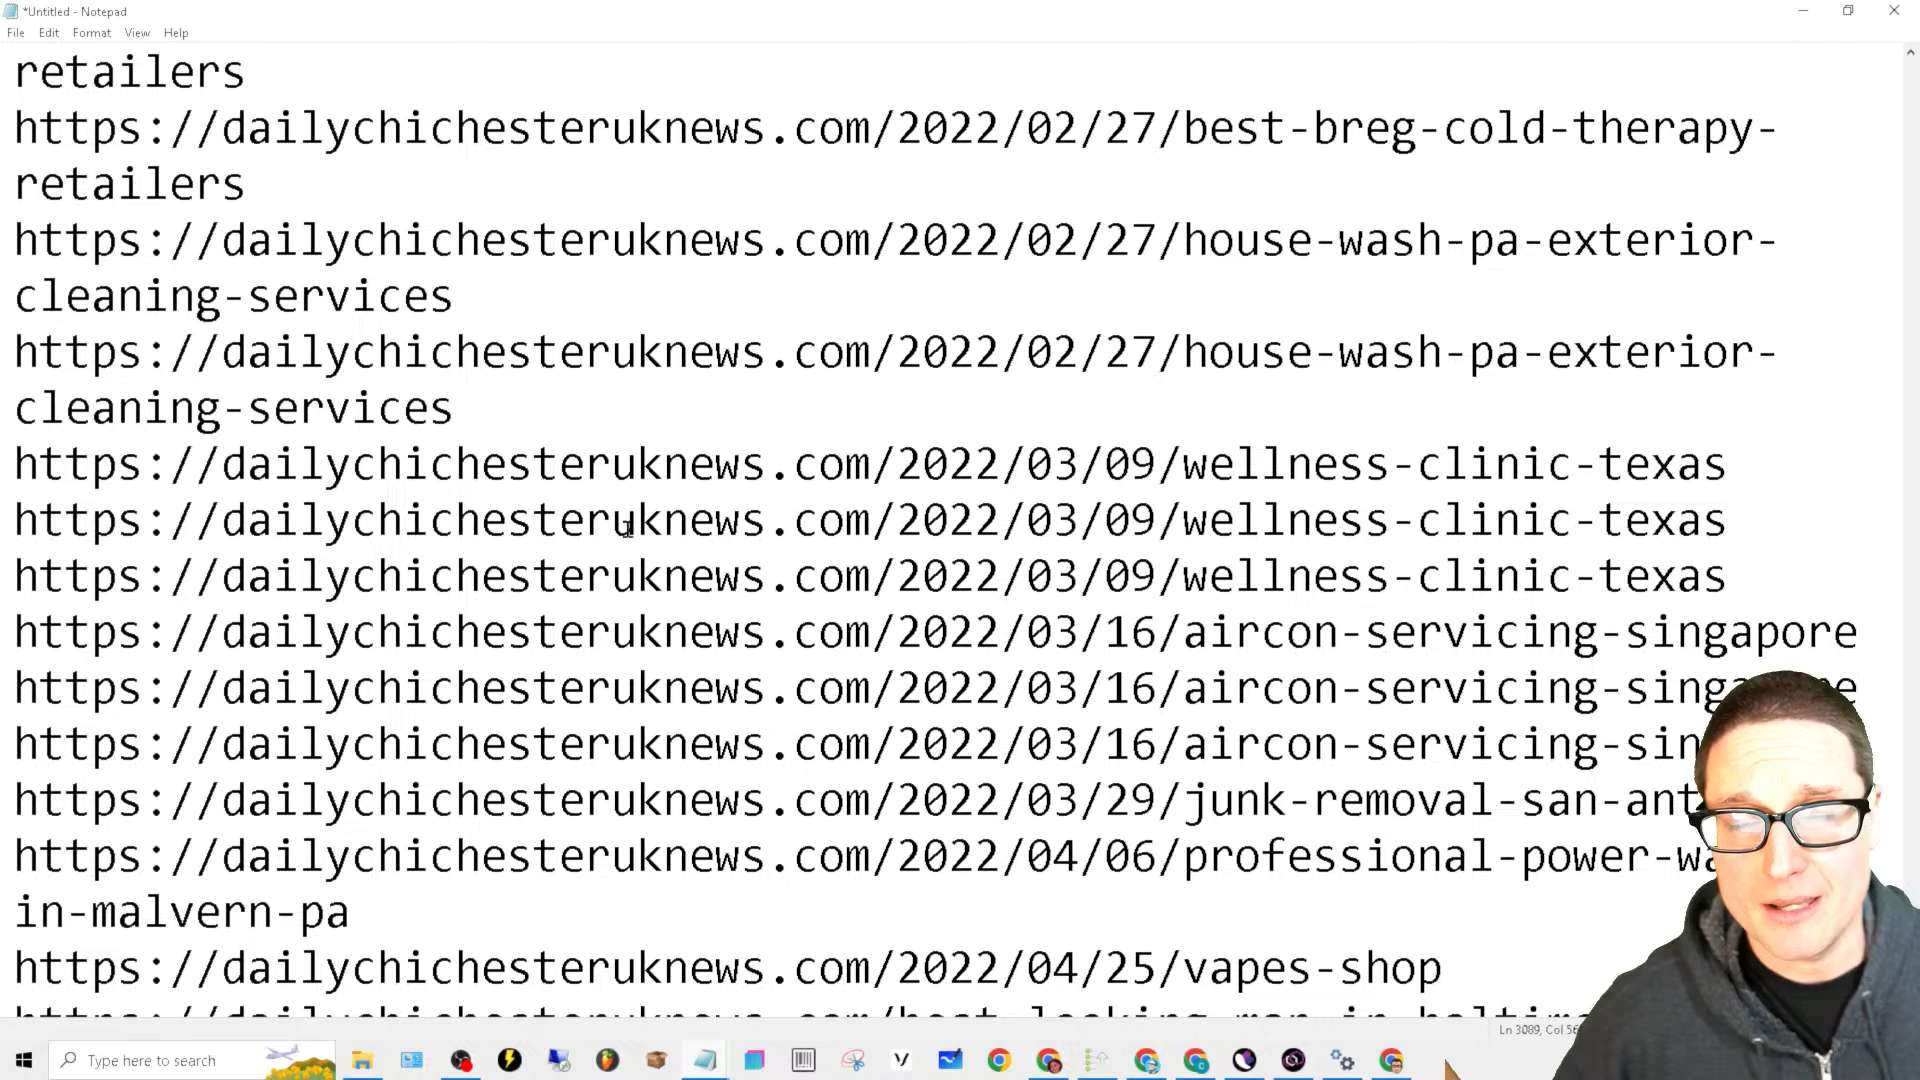 *Untitled - Notepad
File Edit Format View Help
retailers
https://dailychichesteruknews.com/2022/02/27/best-breg-cold-therapy-
retailers
https://dailychichesteruknews.com/2022/02/27/house-wash-pa-exterior-
cleaning-services
https://dailychichesteruknews.com/2022/02/27/house-wash-pa-exterior-
cleaning-services
https://dailychichesteruknews.com/2022/03/09/wellness-clinic-texas
https://dailychichesteruknews.com/2022/03/09/wellness-clinic-texas
https://dailychichesteruknews.com/2022/03/09/wellness-clinic-texas
https://dailychichesteruknews.com/2022/03/16/aircon-servicing-singapore
https://dailychichesteruknews.com/2022/03/16/aircon-servicing-singapore
https://dailychichesteruknews.com/2022/03/16/aircon-servicing-sin
https://dailychichesteruknews.com/2022/03/29/junk-removal-san-ant
https://dailychichesteruknews.com/2022/04/06/professional-power-wa
in-malvern-pa
https://dailychichesteruknews.com/2022/04/25/vapes-shop
Ln 3089, Col 56
Type here to search